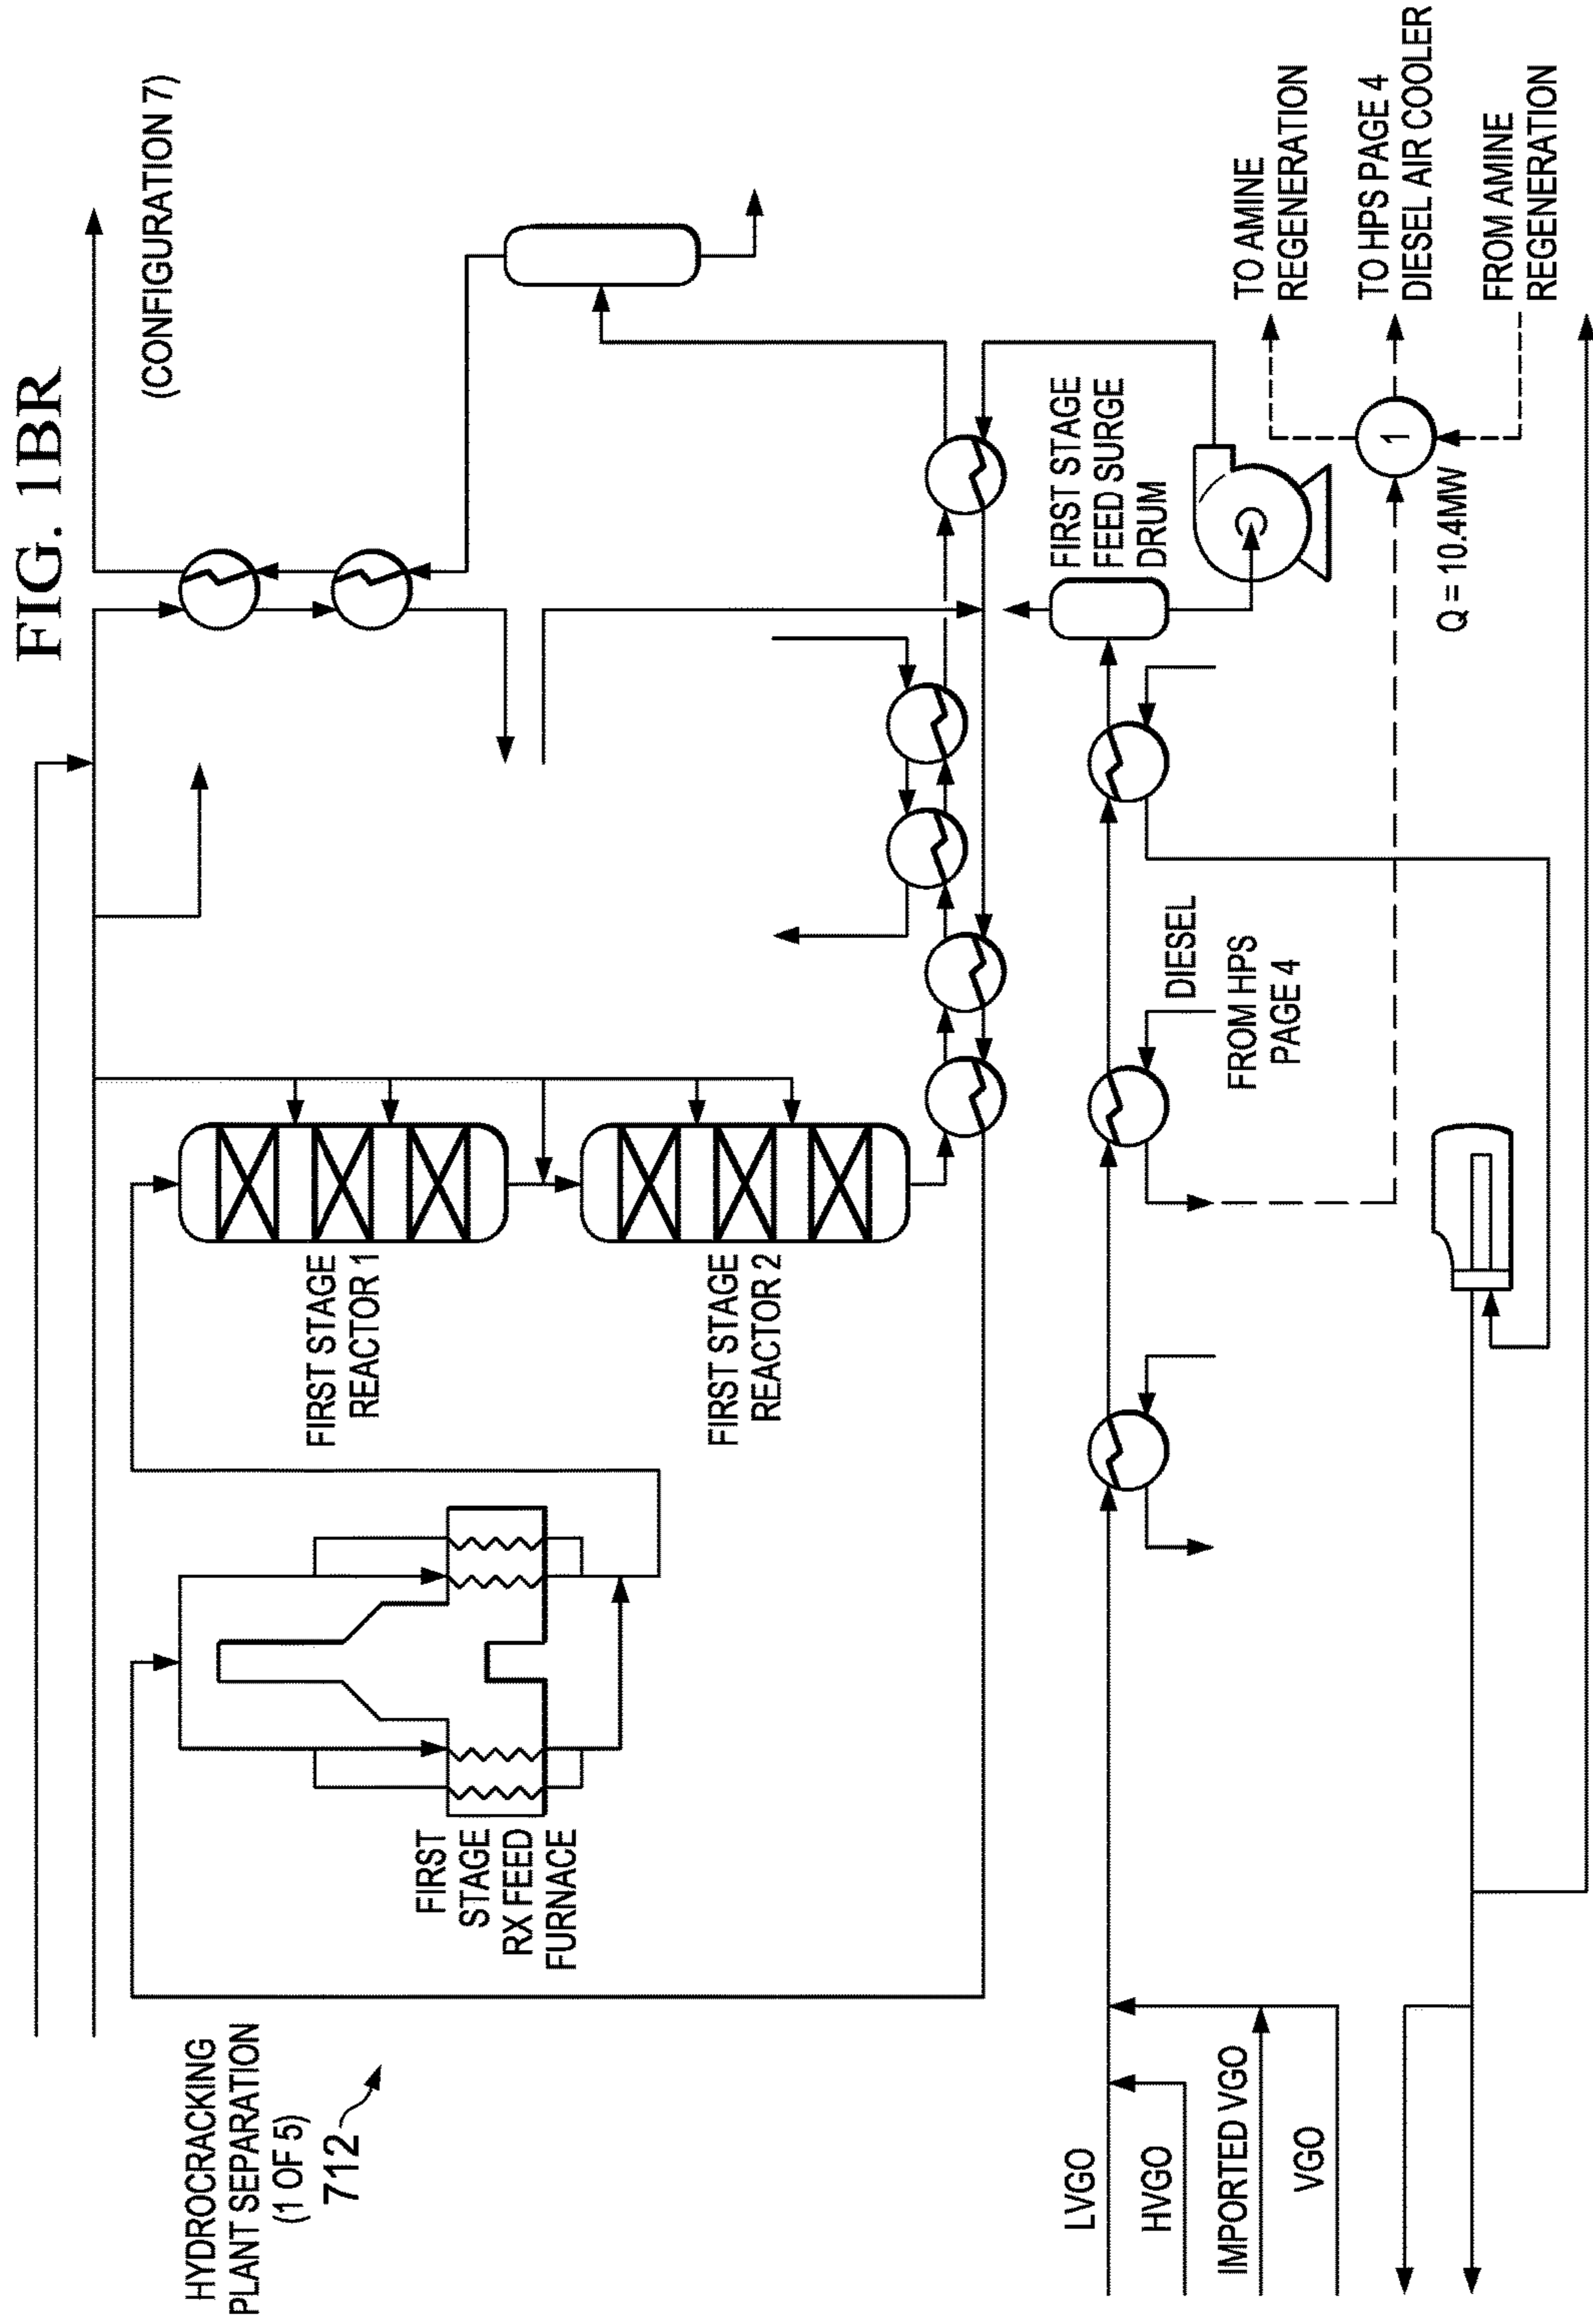 FIG. 1BR
(CONFIGURATION 7)
HYDROCRACKING
PLANT SEPARATION
(1 OF 5)
712
FIRST
STAGE
RX FEED
FURNACE
FIRST STAGE
REACTOR 1
FIRST STAGE
REACTOR 2
FIRST STAGE
FEED SURGE
DRUM
LVGO
HVGO
IMPORTED VGO
VGO
DIESEL
FROM HPS
PAGE 4
Q = 10.4MW
1
TO AMINE
REGENERATION
TO HPS PAGE 4
DIESEL AIR COOLER
FROM AMINE
REGENERATION